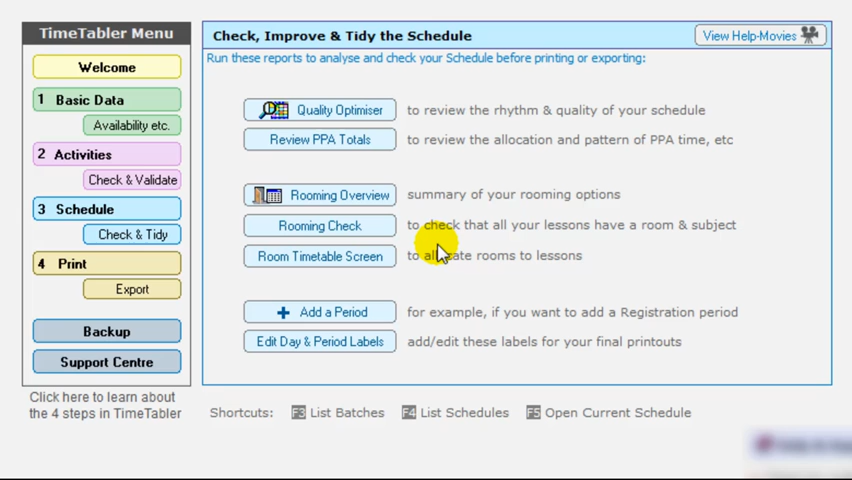 TimeTabler Menu
Welcome
1 Basic Data
Availability etc.
2 Activities
Check & Validate
3 Schedule
Check & Tidy
4 Print
Export
Backup
Support Centre
Click here to learn about
the 4 steps in TimeTabler
Check, Improve & Tidy the Schedule
View Help-Movies
Run these reports to analyse and check your Schedule before printing or exporting:
Quality Optimiser to review the rhythm & quality of your schedule
Review PPA Totals to review the allocation and pattern of PPA time, etc
Rooming Overview summary of your rooming options
Rooming Check to check that all your lessons have a room & subject
Room Timetable Screen to allocate rooms to lessons
+ Add a Period for example, if you want to add a Registration period
Edit Day & Period Labels add/edit these labels for your final printouts
Shortcuts: F3 List Batches F4 List Schedules F5 Open Current Schedule